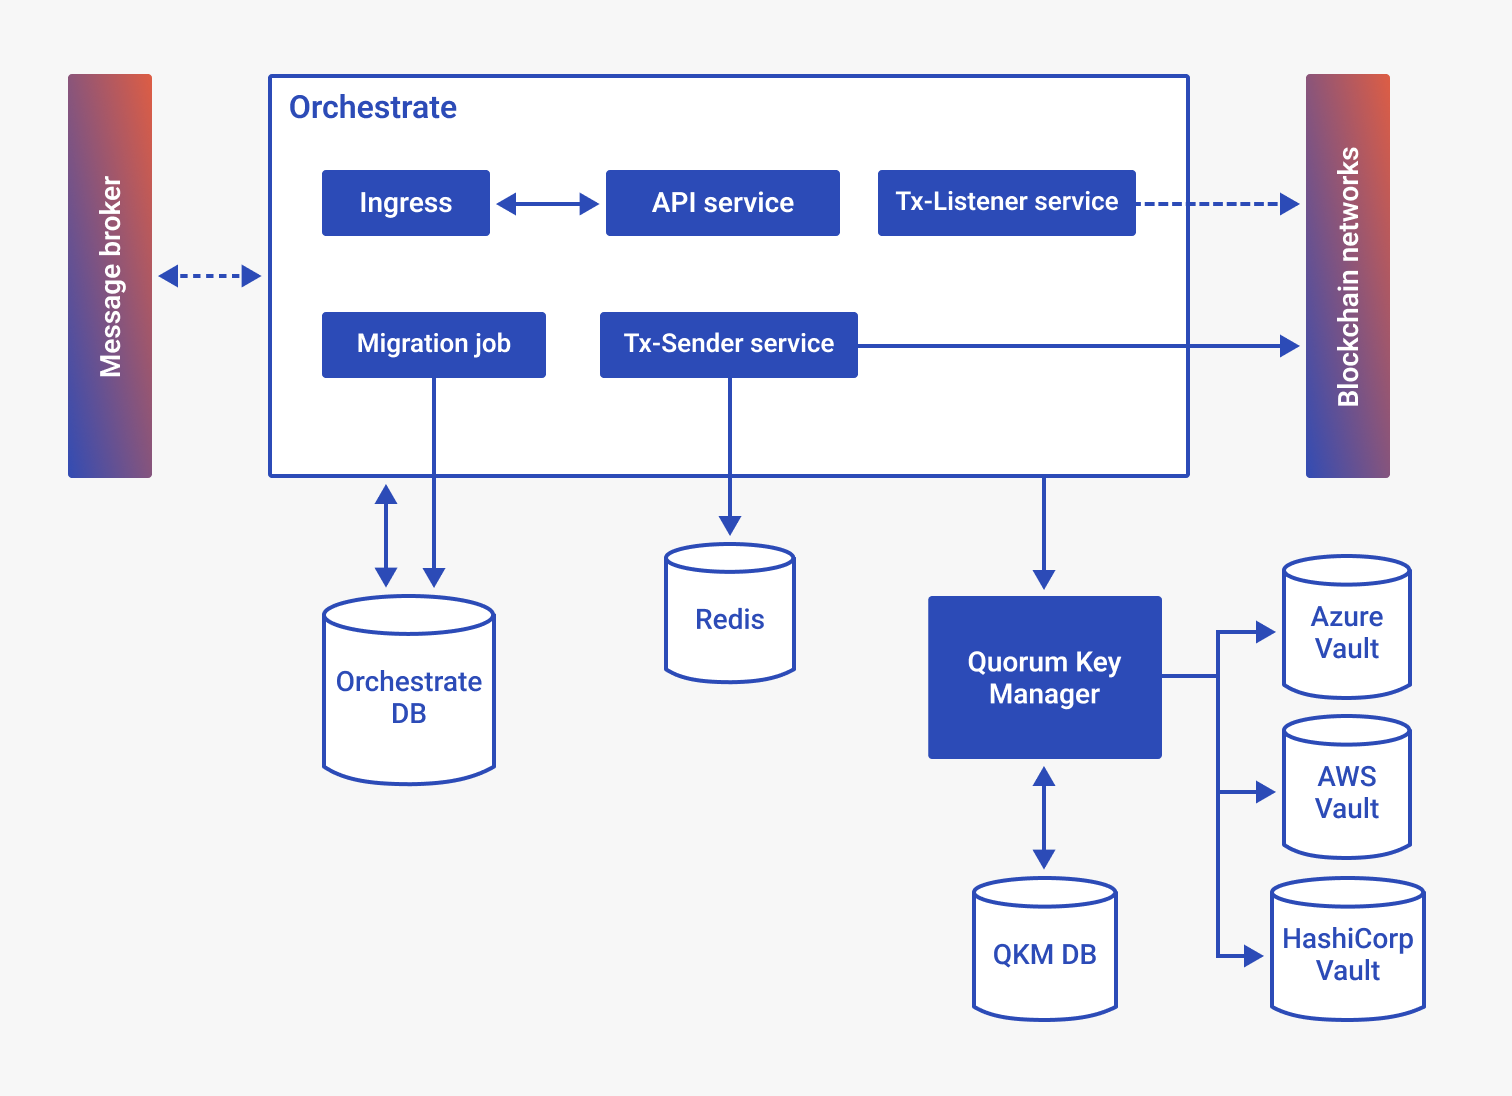 Orchestrate
Message broker
Ingress
API service
Tx-Listener service
Blockchain networks
Migration job
Tx-Sender service
Orchestrate
DB
Redis
Quorum Key
Manager
Azure
Vault
AWS
Vault
QKM DB
HashiCorp
Vault